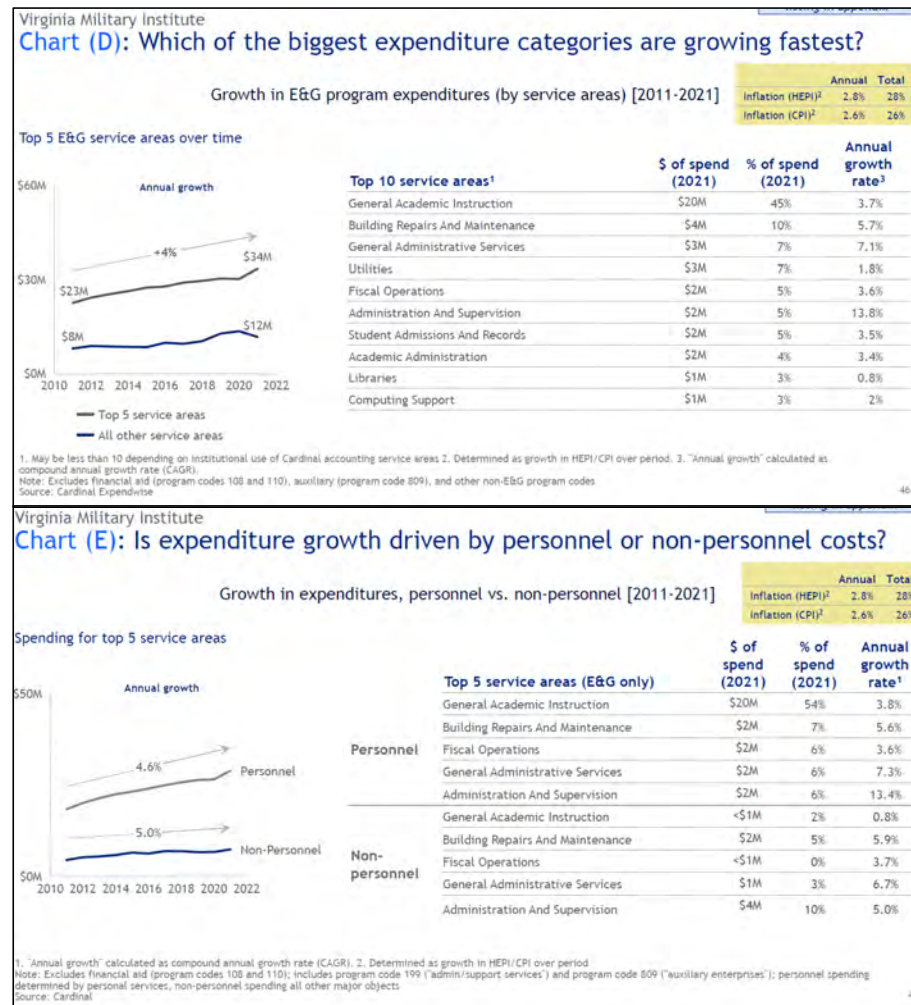 Virginia Military Institute
Chart (D): Which of the biggest expenditure categories are growing fastest?
Growth in E&G program expenditures (by service areas) [2011-2021]
Annual Total
Inflation (HEPI)² 2.8% 28%
Inflation (CPI)² 2.6% 26%
Top 5 E&G service areas over time
$60M
Annual growth
+4%
$34M
$30M
$23M
$12M
$8M
$0M
2010 2012 2014 2016 2018 2020 2022
Top 5 service areas
All other service areas
Top 10 service areas¹ $ of spend (2021) % of spend (2021) Annual growth rate³
General Academic Instruction $20M 45% 3.7%
Building Repairs And Maintenance $4M 10% 5.7%
General Administrative Services $3M 7% 7.1%
Utilities $3M 7% 1.8%
Fiscal Operations $2M 5% 3.6%
Administration And Supervision $2M 5% 13.8%
Student Admissions And Records $2M 5% 3.5%
Academic Administration $2M 4% 3.4%
Libraries $1M 3% 0.8%
Computing Support $1M 3% 2%
1. May be less than 10 depending on institutional use of Cardinal accounting service areas 2. Determined as growth in HEPI/CPI over period. 3. "Annual growth" calculated as
compound annual growth rate (CAGR).
Note: Excludes financial aid (program codes 108 and 110), auxiliary (program code 809), and other non-E&G program codes
Source: Cardinal Expendwise
46
Virginia Military Institute
Chart (E): Is expenditure growth driven by personnel or non-personnel costs?
Growth in expenditures, personnel vs. non-personnel [2011-2021]
Annual Total
Inflation (HEPI)² 2.8% 28%
Inflation (CPI)² 2.6% 26%
Spending for top 5 service areas
$50M
Annual growth
4.6%
Personnel
5.0%
Non-Personnel
$0M
2010 2012 2014 2016 2018 2020 2022
Top 5 service areas (E&G only) $ of spend (2021) % of spend (2021) Annual growth rate¹
Personnel
General Academic Instruction $20M 54% 3.8%
Building Repairs And Maintenance $2M 7% 5.6%
Fiscal Operations $2M 6% 3.6%
General Administrative Services $2M 6% 7.3%
Administration And Supervision $2M 6% 13.4%
Non-personnel
General Academic Instruction <$1M 2% 0.8%
Building Repairs And Maintenance $2M 5% 5.9%
Fiscal Operations <$1M 0% 3.7%
General Administrative Services $1M 3% 6.7%
Administration And Supervision $4M 10% 5.0%
1. "Annual growth" calculated as compound annual growth rate (CAGR). 2. Determined as growth in HEPI/CPI over period
Note: Excludes financial aid (program codes 108 and 110); includes program code 199 ("admin/support services") and program code 809 ("auxiliary enterprises"); personnel spending
determined by personal services, non-personnel spending all other major objects
Source: Cardinal